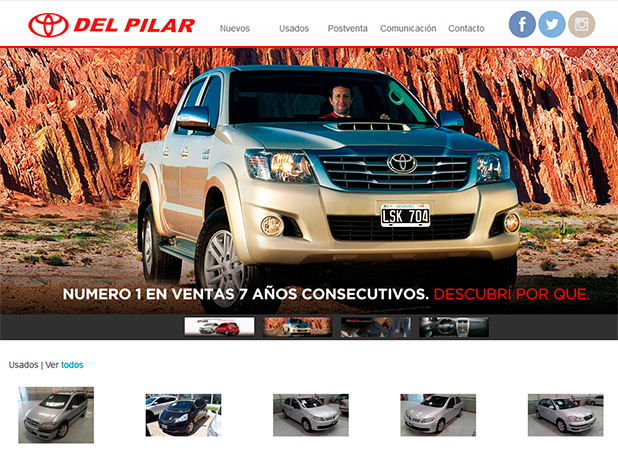 DEL PILAR
Nuevos Usados Postventa Comunicación Contacto
LSK 704
NUMERO 1 EN VENTAS 7 AÑOS CONSECUTIVOS. DESCUBRÍ POR QUE.
Usados | Ver todos